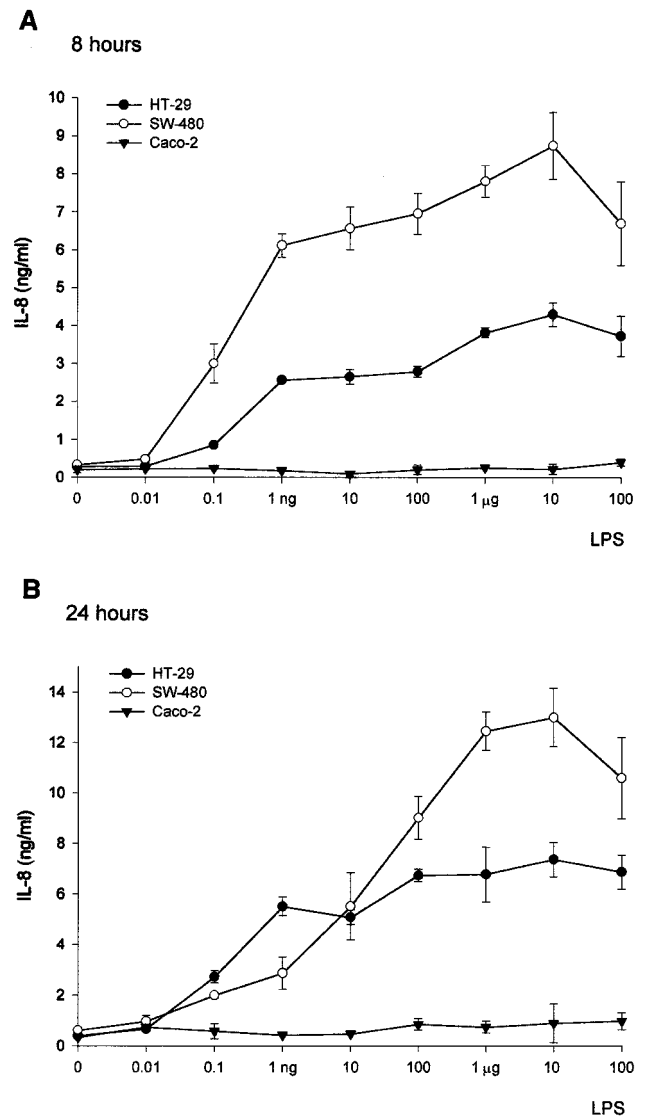 A
8 hours
HT-29
SW-480
Caco-2
10
9
8
7
6
5
4
3
2
1
0
IL-8 (ng/ml)
0 0.01 0.1 1 ng 10 100 1 µg 10 100
LPS
B
24 hours
HT-29
SW-480
Caco-2
14
12
10
8
6
4
2
0
IL-8 (ng/ml)
0 0.01 0.1 1 ng 10 100 1 µg 10 100
LPS